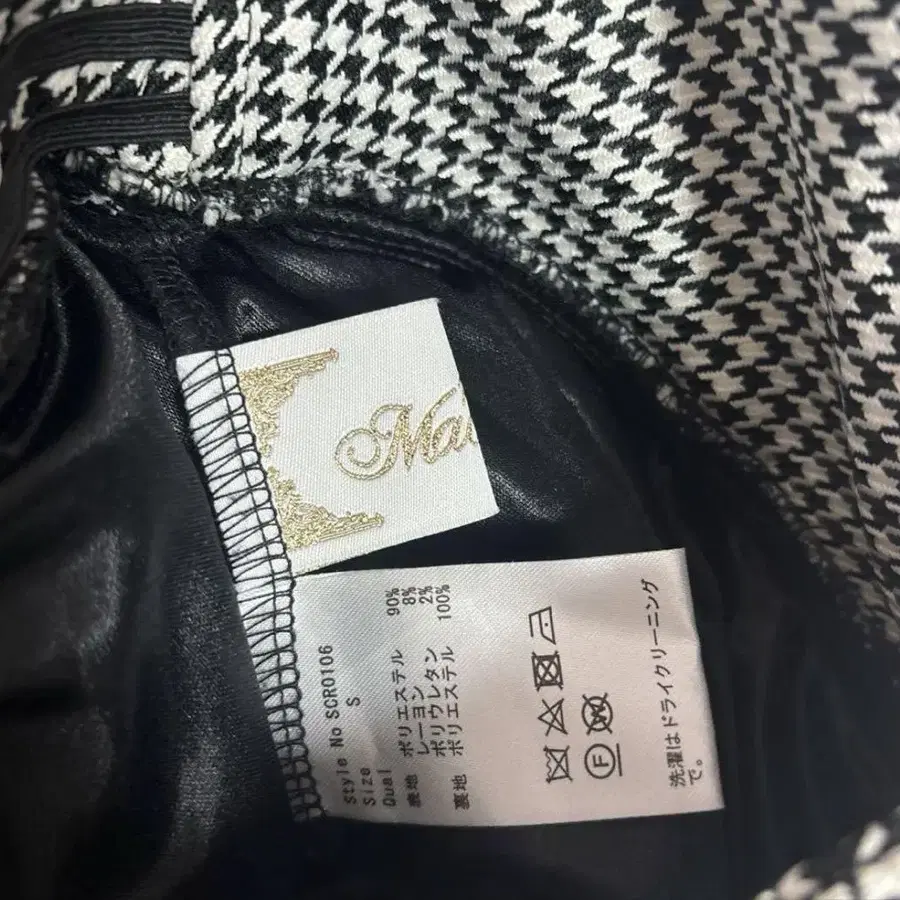 Style No SCR0106
Size S
Qual
表地 ポリエステル 90%
レーヨン 8%
ポリウレタン 2%
裏地 ポリエステル 100%
F W
洗濯はドライクリーニング
で。